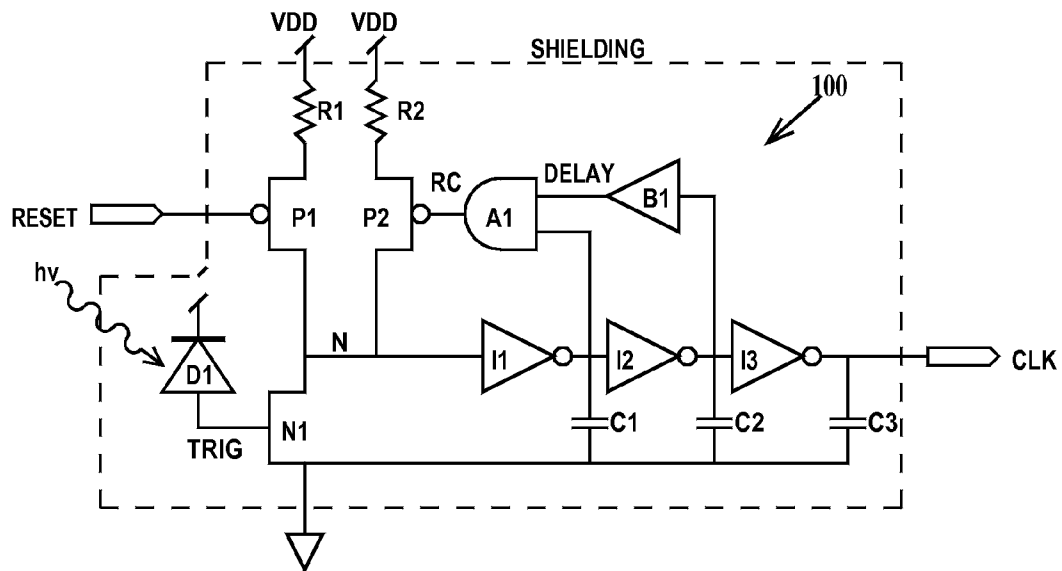 VDD VDD
SHIELDING
R1 R2
100
RC DELAY B1
RESET P1 P2 A1
hv
D1 N I1 I2 I3 CLK
TRIG N1 C1 C2 C3